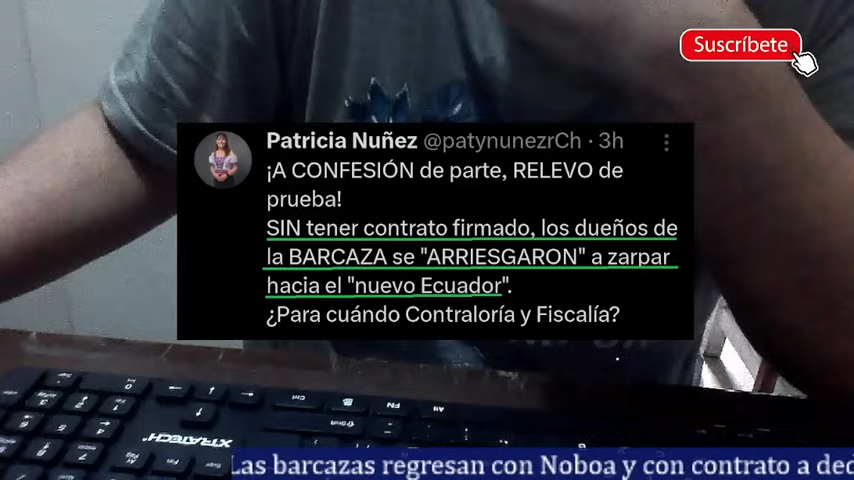 Suscríbete
Patricia Nuñez @patynunezrCh · 3h
¡A CONFESIÓN de parte, RELEVO de
prueba!
SIN tener contrato firmado, los dueños de
la BARCAZA se "ARRIESGARON" a zarpar
hacia el "nuevo Ecuador".
¿Para cuándo Contraloría y Fiscalía?
XTRATECH
Las barcazas regresan con Noboa y con contrato a ded